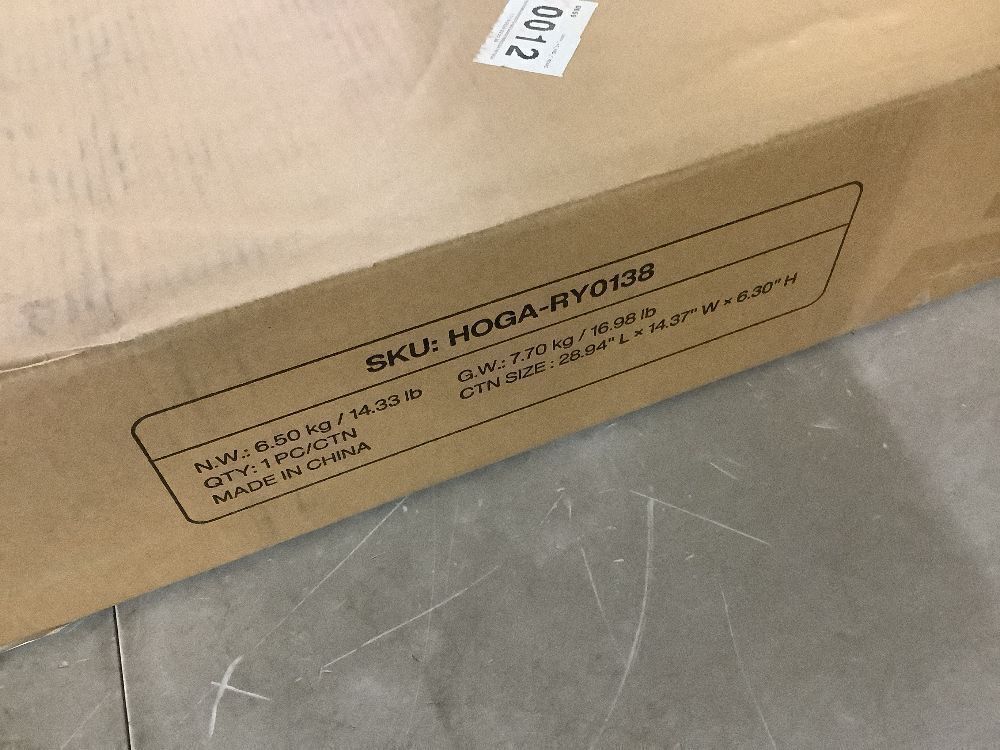 0012
SKU: HOGA-RY0138
N.W.: 6.50 kg / 14.33 lb
G.W.: 7.70 kg / 16.98 lb
QTY: 1 PC/CTN
CTN SIZE : 28.94" L × 14.37" W × 6.30" H
MADE IN CHINA